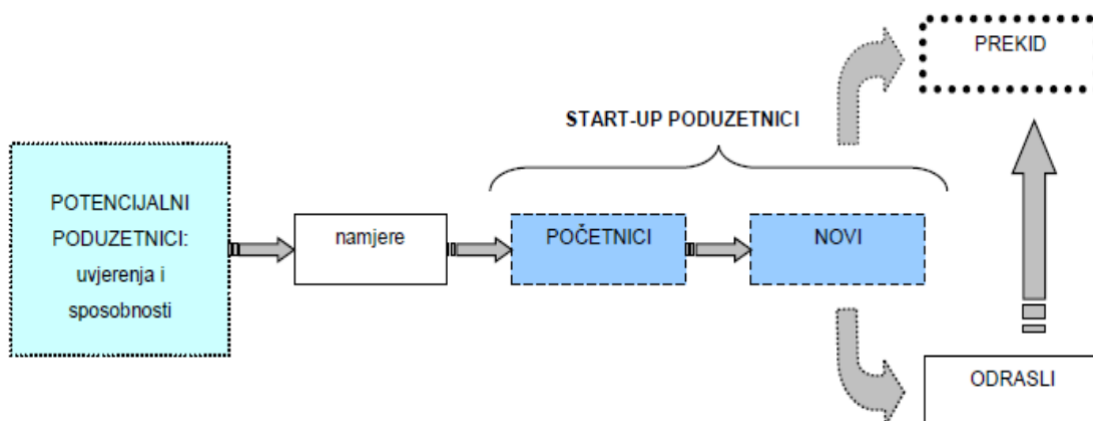 PREKID
START-UP PODUZETNICI
POTENCIJALNI
PODUZETNICI:
uvjerenja i
sposobnosti
namjere
POČETNICI
NOVI
ODRASLI